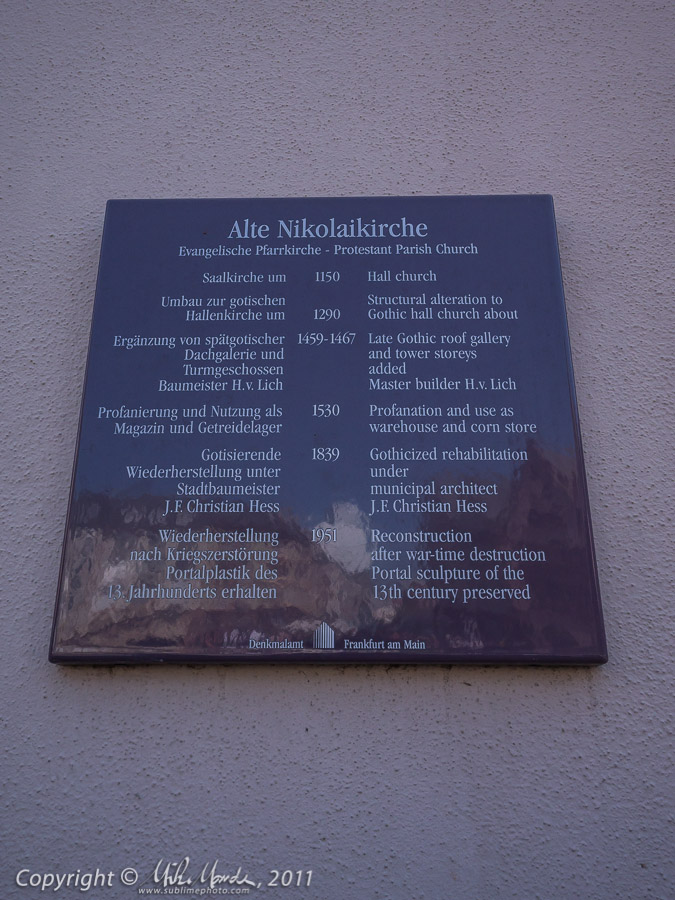 Alte Nikolaikirche
Evangelische Pfarrkirche - Protestant Parish Church
Saalkirche um 1150 Hall church
Umbau zur gotischen Structural alteration to
Hallenkirche um 1290 Gothic hall church about
Ergänzung von spätgotischer 1459-1467 Late Gothic roof gallery
Dachgalerie und and tower storeys
Turmgeschossen added
Baumeister H.v. Lich Master builder H.v. Lich
Profanierung und Nutzung als 1530 Profanation and use as
Magazin und Getreidelager warehouse and corn store
Gotisierende 1839 Gothicized rehabilitation
Wiederherstellung unter under
Stadtbaumeister municipal architect
J.F. Christian Hess J.F. Christian Hess
Wiederherstellung 1951 Reconstruction
nach Kriegszerstörung after war-time destruction
Portalplastik des Portal sculpture of the
13. Jahrhunderts erhalten 13th century preserved
Denkmalamt Frankfurt am Main
Copyright © , 2011
www.sublimephoto.com